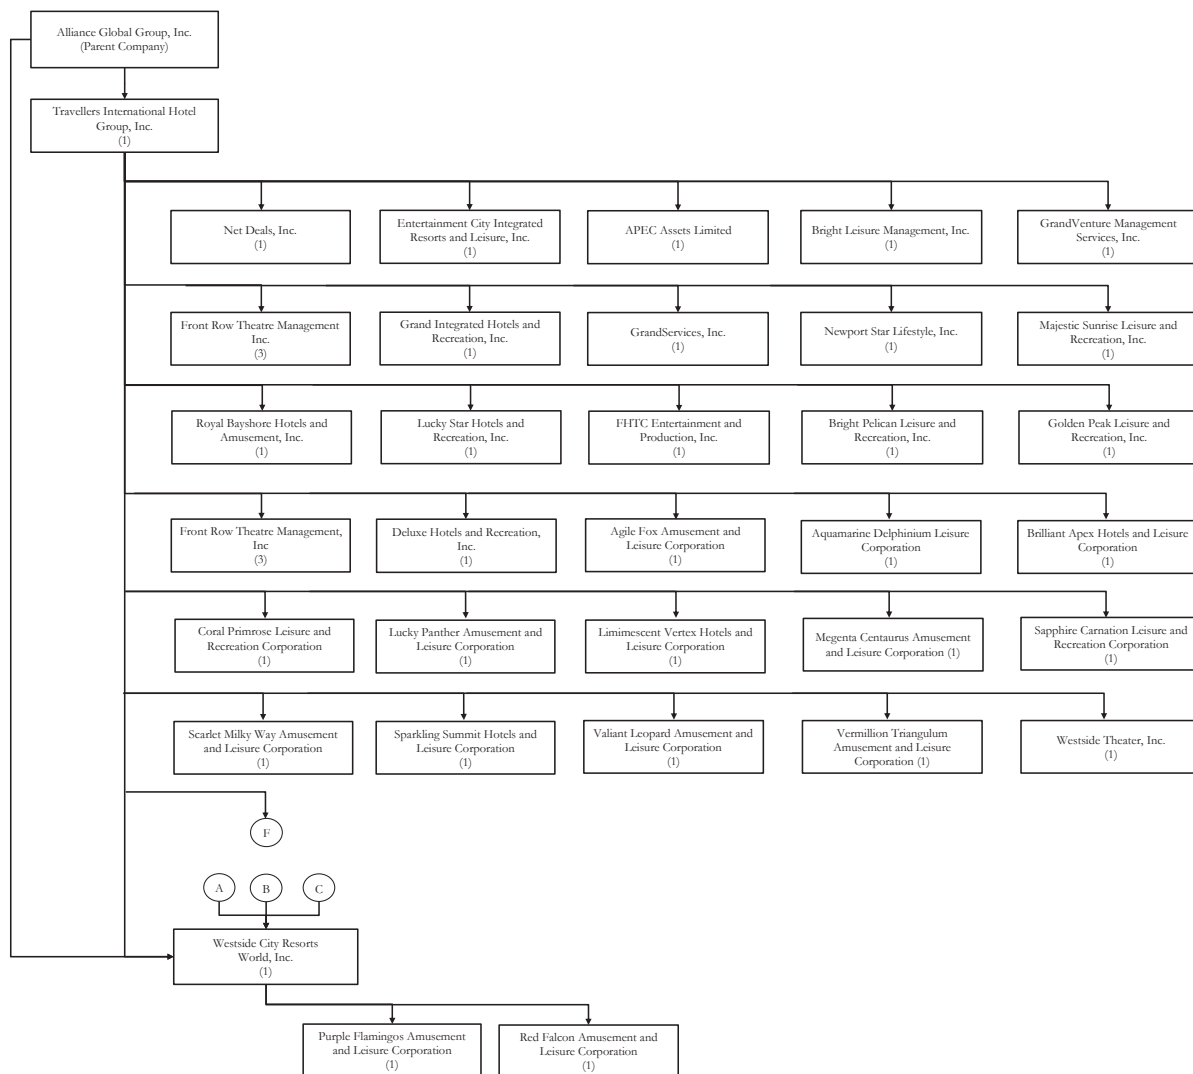 Alliance Global Group, Inc.
(Parent Company)
Travellers International Hotel
Group, Inc.
(1)
Net Deals, Inc.
(1)
Entertainment City Integrated
Resorts and Leisure, Inc.
(1)
APEC Assets Limited
(1)
Bright Leisure Management, Inc.
(1)
GrandVenture Management
Services, Inc.
(1)
Front Row Theatre Management
Inc.
(3)
Grand Integrated Hotels and
Recreation, Inc.
(1)
GrandServices, Inc.
(1)
Newport Star Lifestyle, Inc.
(1)
Majestic Sunrise Leisure and
Recreation, Inc.
(1)
Royal Bayshore Hotels and
Amusement, Inc.
(1)
Lucky Star Hotels and
Recreation, Inc.
(1)
FHTC Entertainment and
Production, Inc.
(1)
Bright Pelican Leisure and
Recreation, Inc.
(1)
Golden Peak Leisure and
Recreation, Inc.
(1)
Front Row Theatre Management,
Inc
(3)
Deluxe Hotels and Recreation,
Inc.
(1)
Agile Fox Amusement and
Leisure Corporation
(1)
Aquamarine Delphinium Leisure
Corporation
(1)
Brilliant Apex Hotels and Leisure
Corporation
(1)
Coral Primrose Leisure and
Recreation Corporation
(1)
Lucky Panther Amusement and
Leisure Corporation
(1)
Limimescent Vertex Hotels and
Leisure Corporation
(1)
Megenta Centaurus Amusement
and Leisure Corporation (1)
Sapphire Carnation Leisure and
Recreation Corporation
(1)
Scarlet Milky Way Amusement
and Leisure Corporation
(1)
Sparkling Summit Hotels and
Leisure Corporation
(1)
Valiant Leopard Amusement and
Leisure Corporation
(1)
Vermillion Triangulum
Amusement and Leisure
Corporation (1)
Westside Theater, Inc.
(1)
F
A
B
C
Westside City Resorts
World, Inc.
(1)
Purple Flamingos Amusement
and Leisure Corporation
(1)
Red Falcon Amusement and
Leisure Corporation
(1)